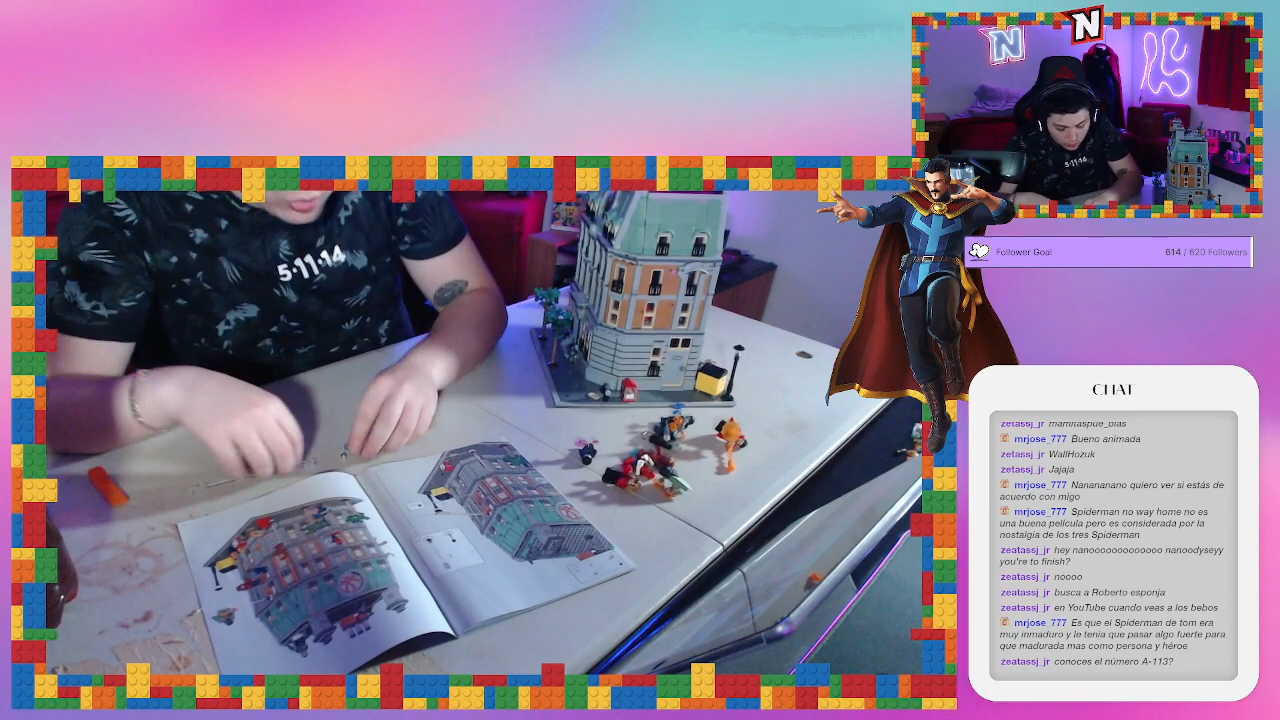 N
N
5·11·14
5·11·14
Follower Goal
614 / 620 Followers
CHAT
zetassj_jr mamitaspue_blas
mrjose_777 Bueno animada
zetassj_jr WallHozuk
zetassj_jr Jajaja
mrjose_777 Nanananano quiero ver si estás de
acuerdo con migo
mrjose_777 Spiderman no way home no es
una buena película pero es considerada por la
nostalgia de los tres Spiderman
zeatassj_jr hey nanooooooooooooo nanoodyseyy
you're to finish?
zeatassj_jr noooo
zeatassj_jr busca a Roberto esponja
zeatassj_jr en YouTube cuando veas a los bebos
mrjose_777 Es que el Spiderman de tom era
muy inmaduro y le tenia que pasar algo fuerte para
que madurada mas como persona y héroe
zeatassj_jr conoces el número A-113?